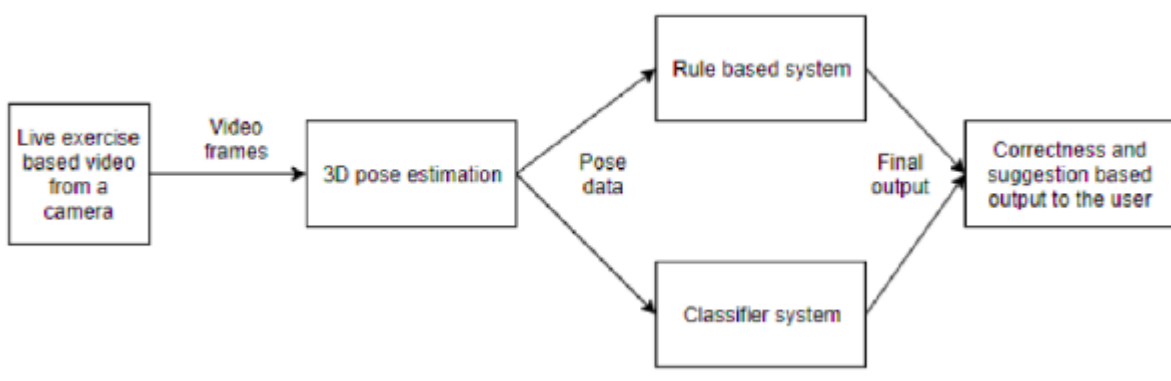 Live exercise
based video
from a
camera
Video
frames
3D pose estimation
Pose
data
Rule based system
Classifier system
Final
output
Correctness and
suggestion based
output to the user